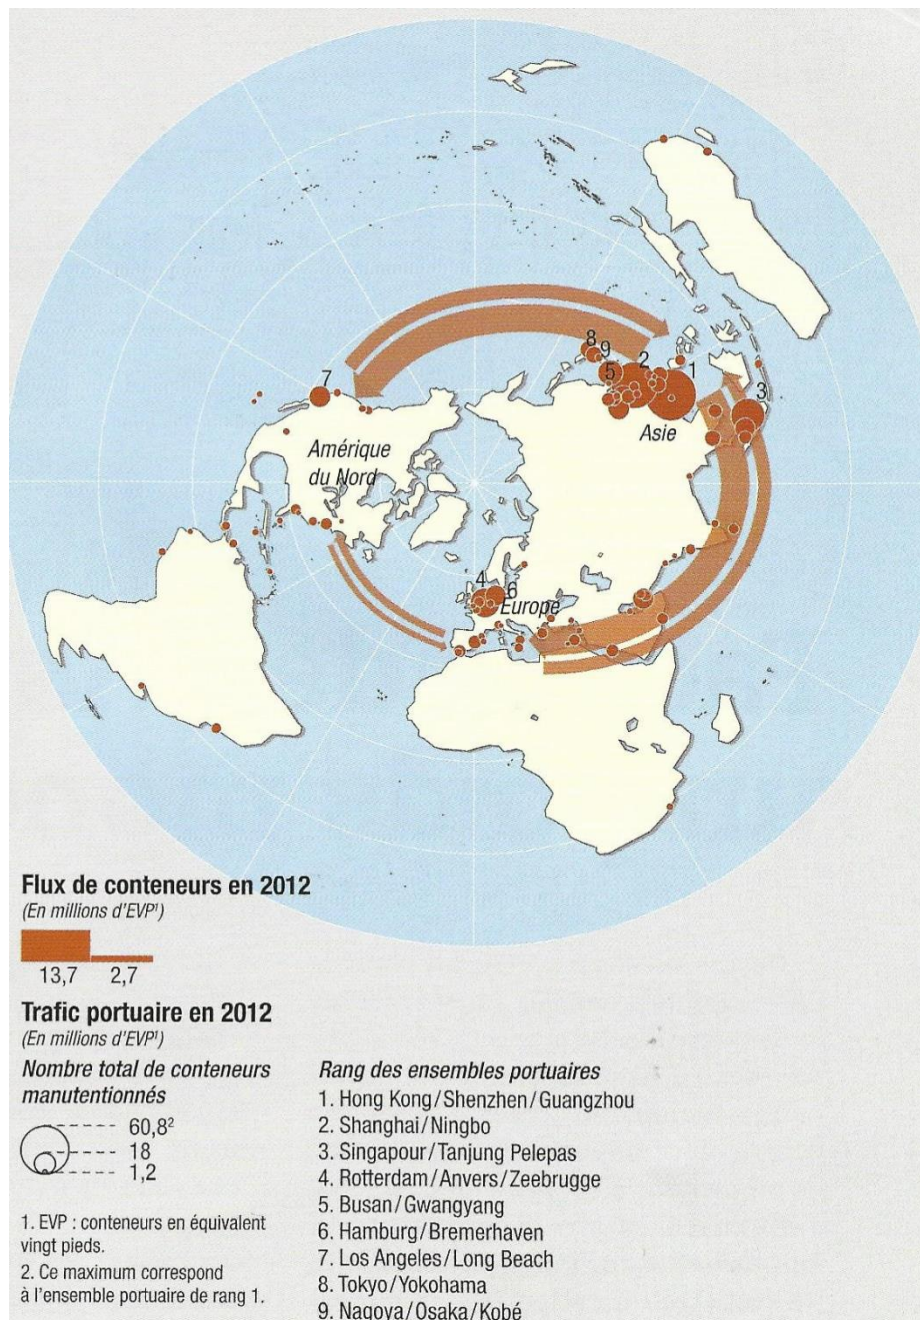 8
9
7
5
2
1
3
Asie
Amérique
du Nord
4
6
Europe
Flux de conteneurs en 2012
(En millions d'EVP¹)
13,7 2,7
Trafic portuaire en 2012
(En millions d'EVP¹)
Nombre total de conteneurs
manutentionnés
60,8²
18
1,2
1. EVP : conteneurs en équivalent
vingt pieds.
2. Ce maximum correspond
à l'ensemble portuaire de rang 1.
Rang des ensembles portuaires
1. Hong Kong/Shenzhen/Guangzhou
2. Shanghai/Ningbo
3. Singapour/Tanjung Pelepas
4. Rotterdam/Anvers/Zeebrugge
5. Busan/Gwangyang
6. Hamburg/Bremerhaven
7. Los Angeles/Long Beach
8. Tokyo/Yokohama
9. Nagoya/Osaka/Kobé